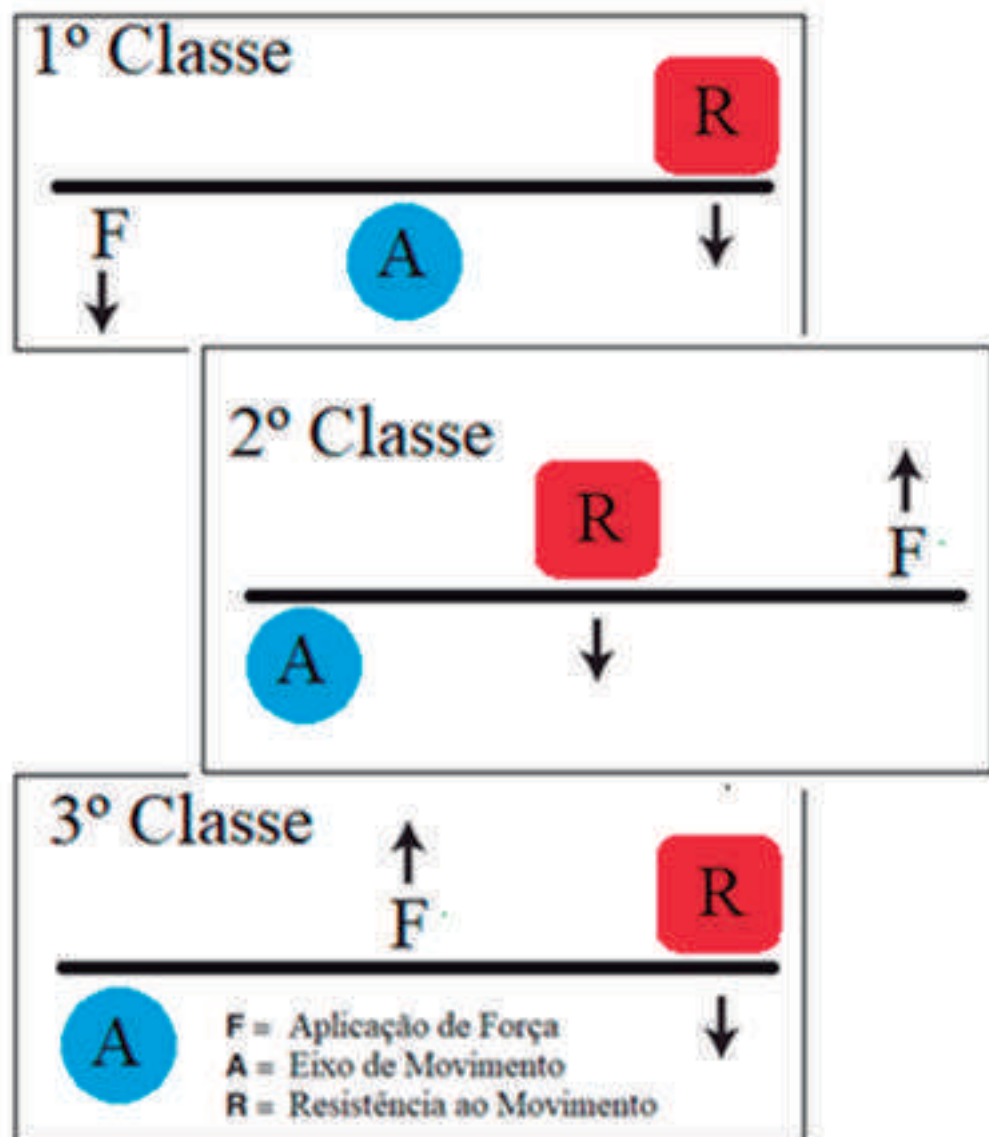 1º Classe
R
F
A
2º Classe
R
F
A
3º Classe
F
R
A
F = Aplicação de Força
A = Eixo de Movimento
R = Resistência ao Movimento